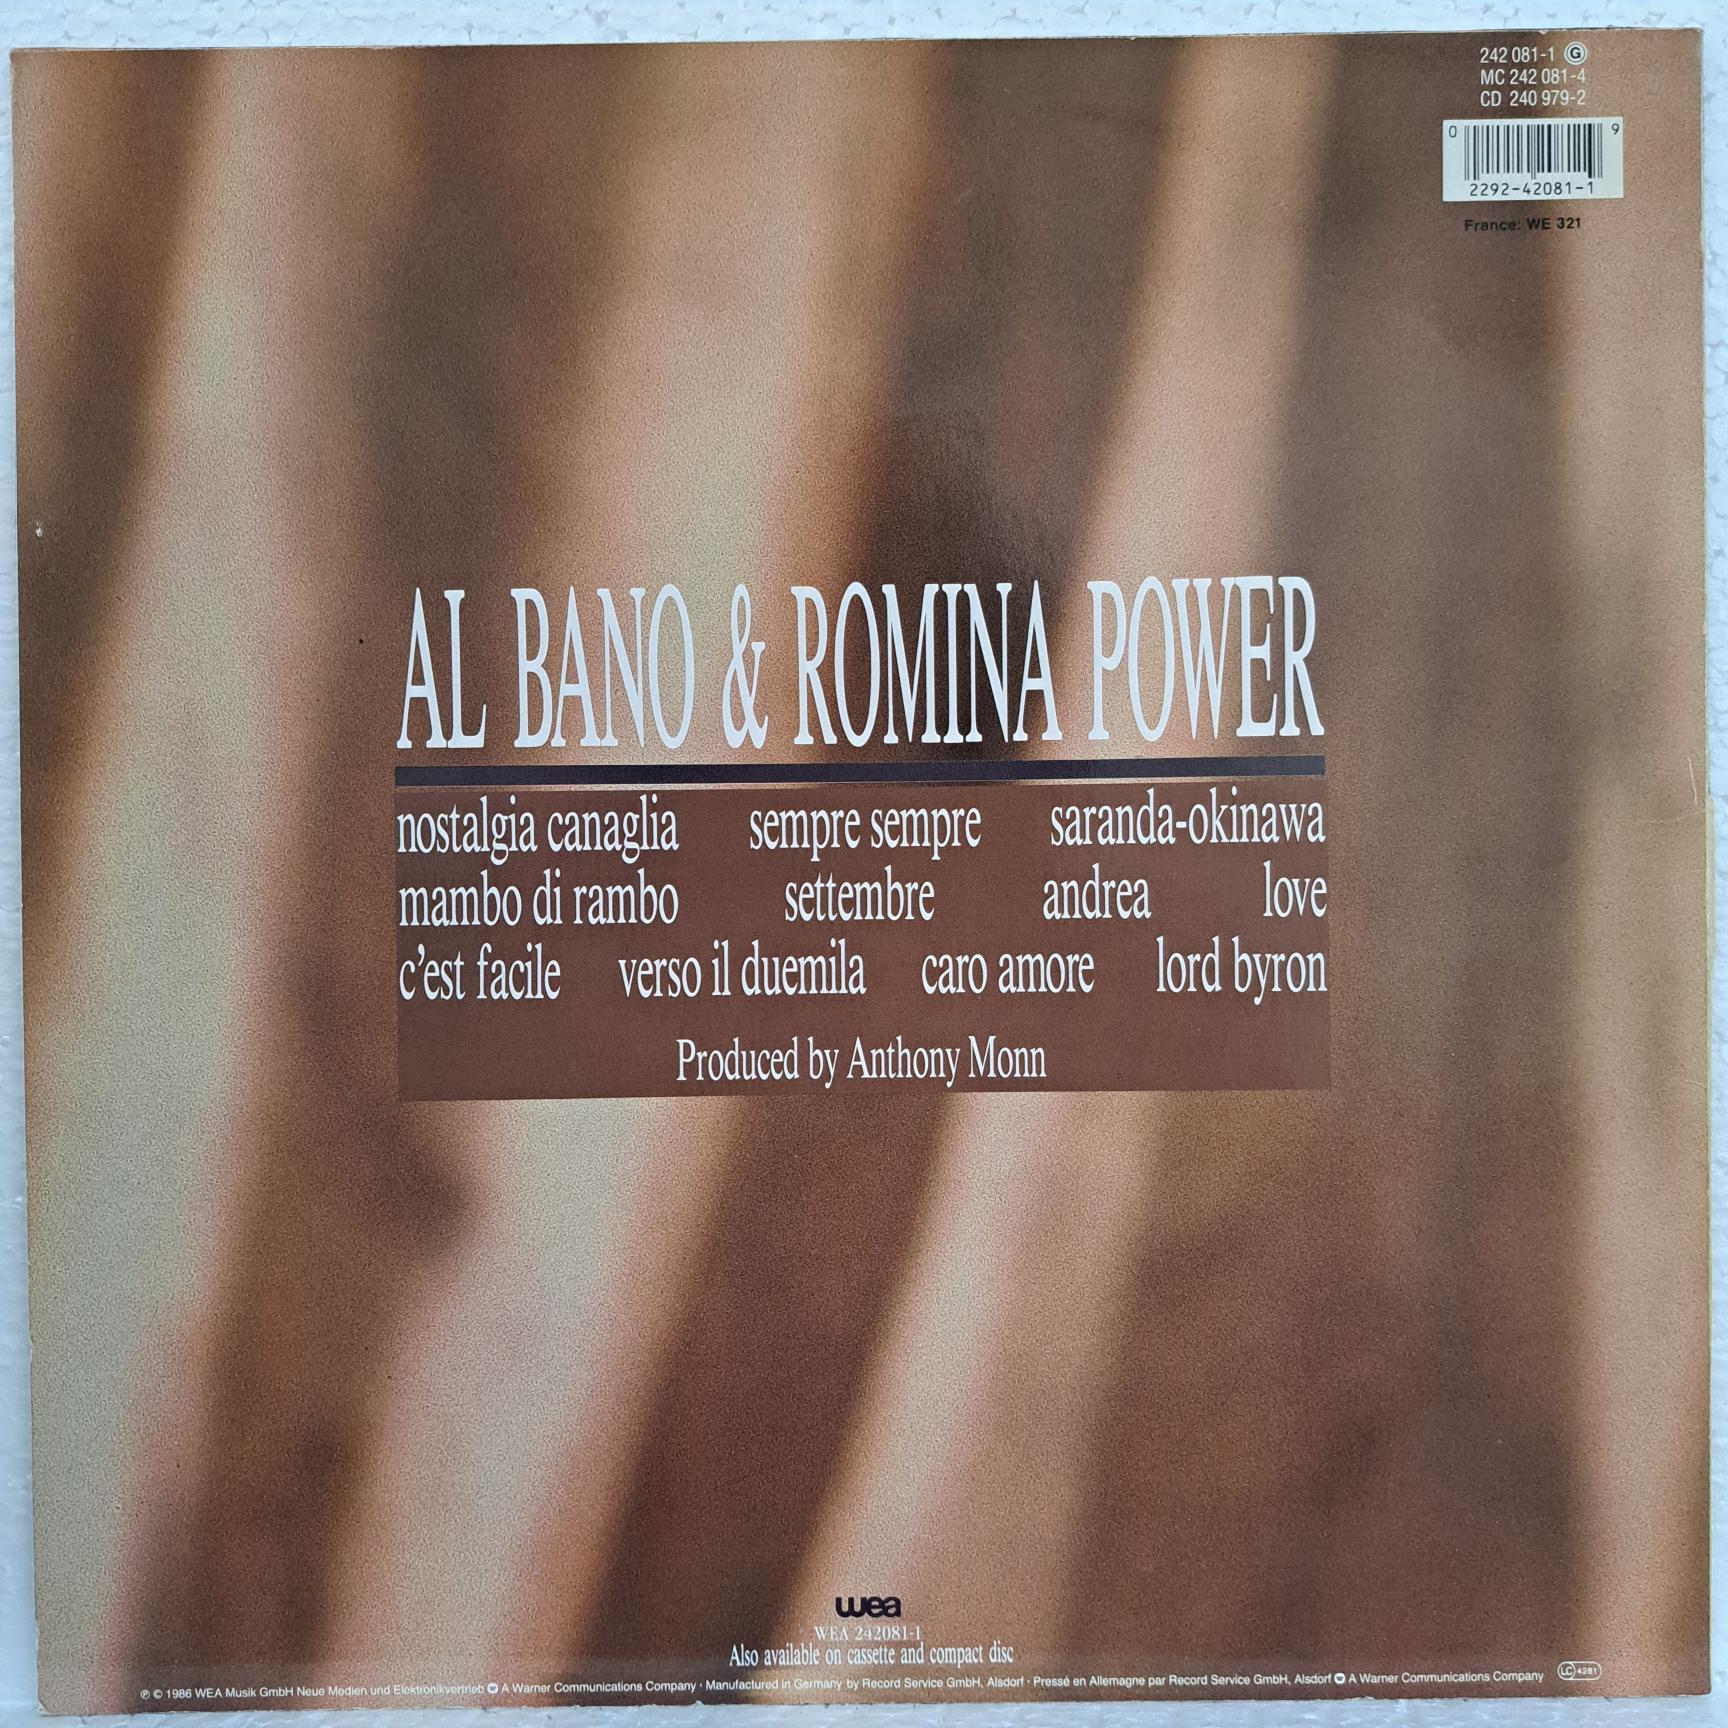 242 081-1 G
MC 242 081-4
CD 240 979-2
0 9
2292-42081-1
France: WE 321
AL BANO & ROMINA POWER
nostalgia canaglia sempre sempre saranda-okinawa
mambo di rambo settembre andrea love
c'est facile verso il duemila caro amore lord byron
Produced by Anthony Monn
wea
WEA 242081-1
Also available on cassette and compact disc
℗ © 1986 WEA Musik GmbH Neue Medien und Elektronikvertrieb A Warner Communications Company · Manufactured in Germany by Record Service GmbH, Alsdorf · Pressé en Allemagne par Record Service GmbH, Alsdorf A Warner Communications Company LC 4281